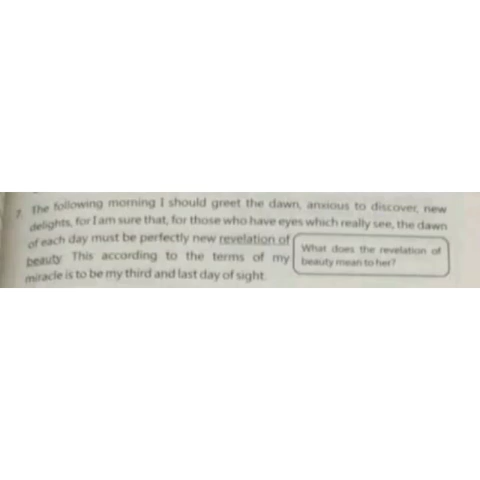 7. The following morning I should greet the dawn, anxious to discover, new
delights, for I am sure that, for those who have eyes which really see, the dawn
of each day must be perfectly new revelation of
beauty. This according to the terms of my
miracle is to be my third and last day of sight.
What does the revelation of
beauty mean to her?